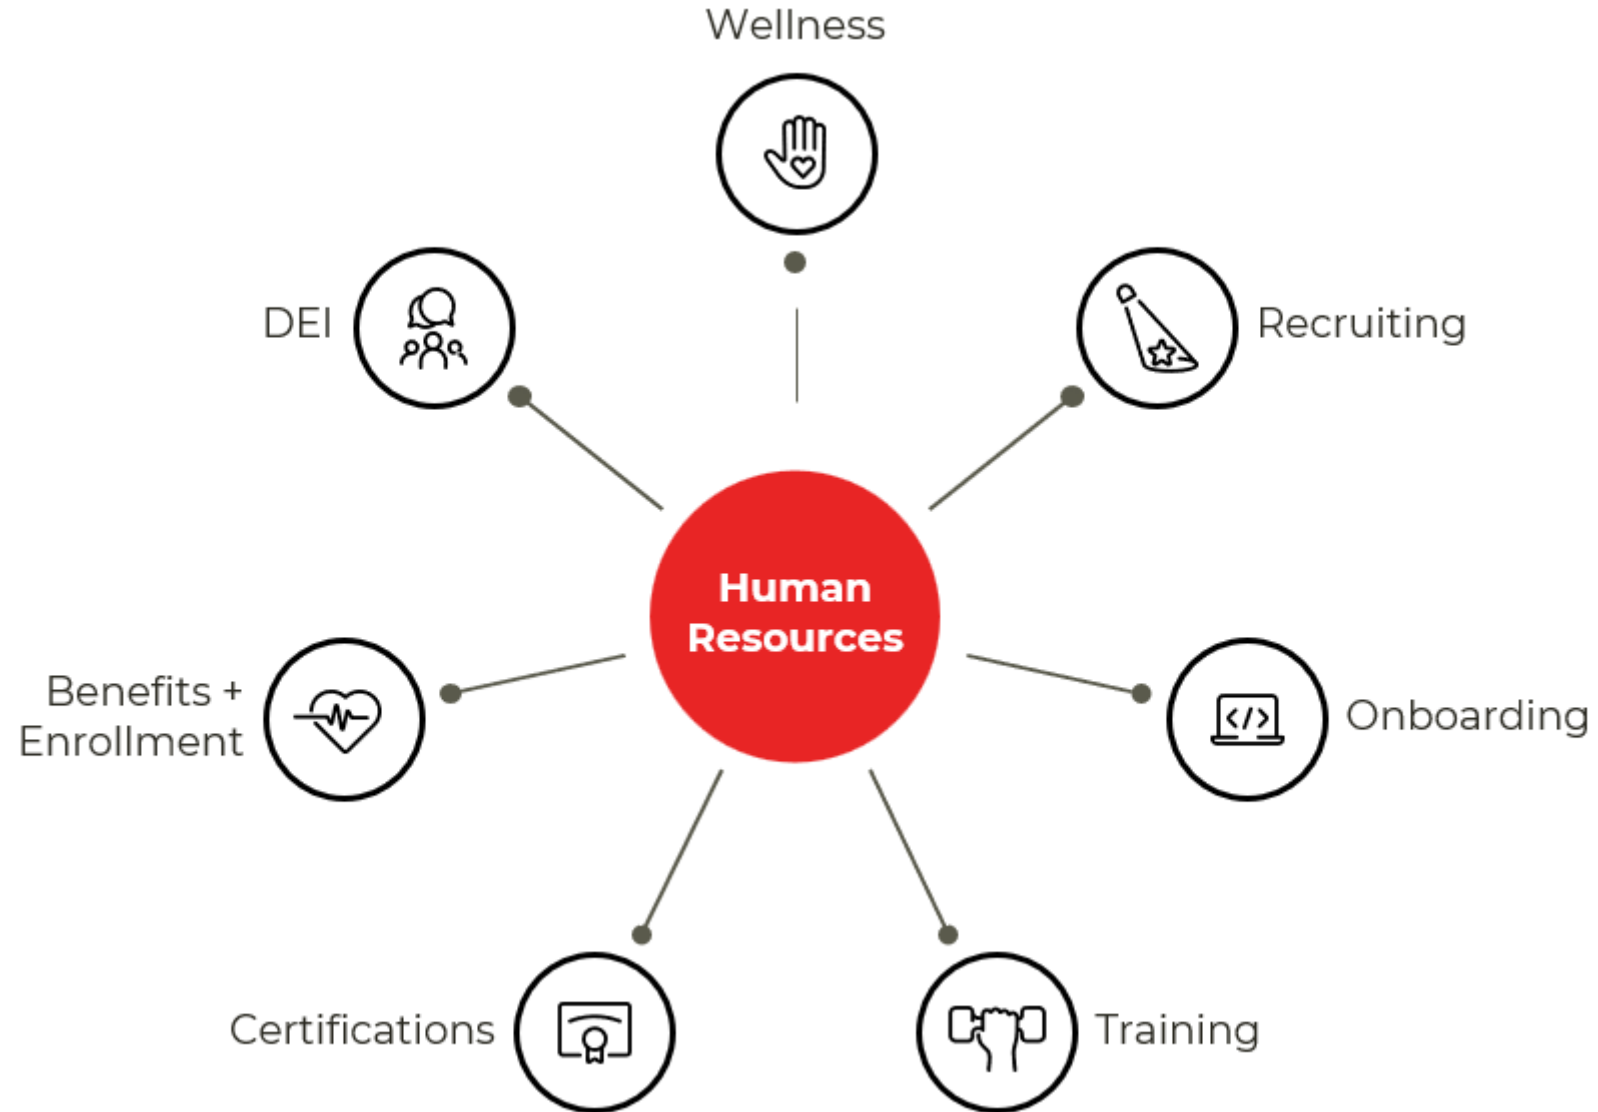 Wellness
DEI
Recruiting
Human
Resources
Benefits +
Enrollment
Onboarding
Certifications
Training